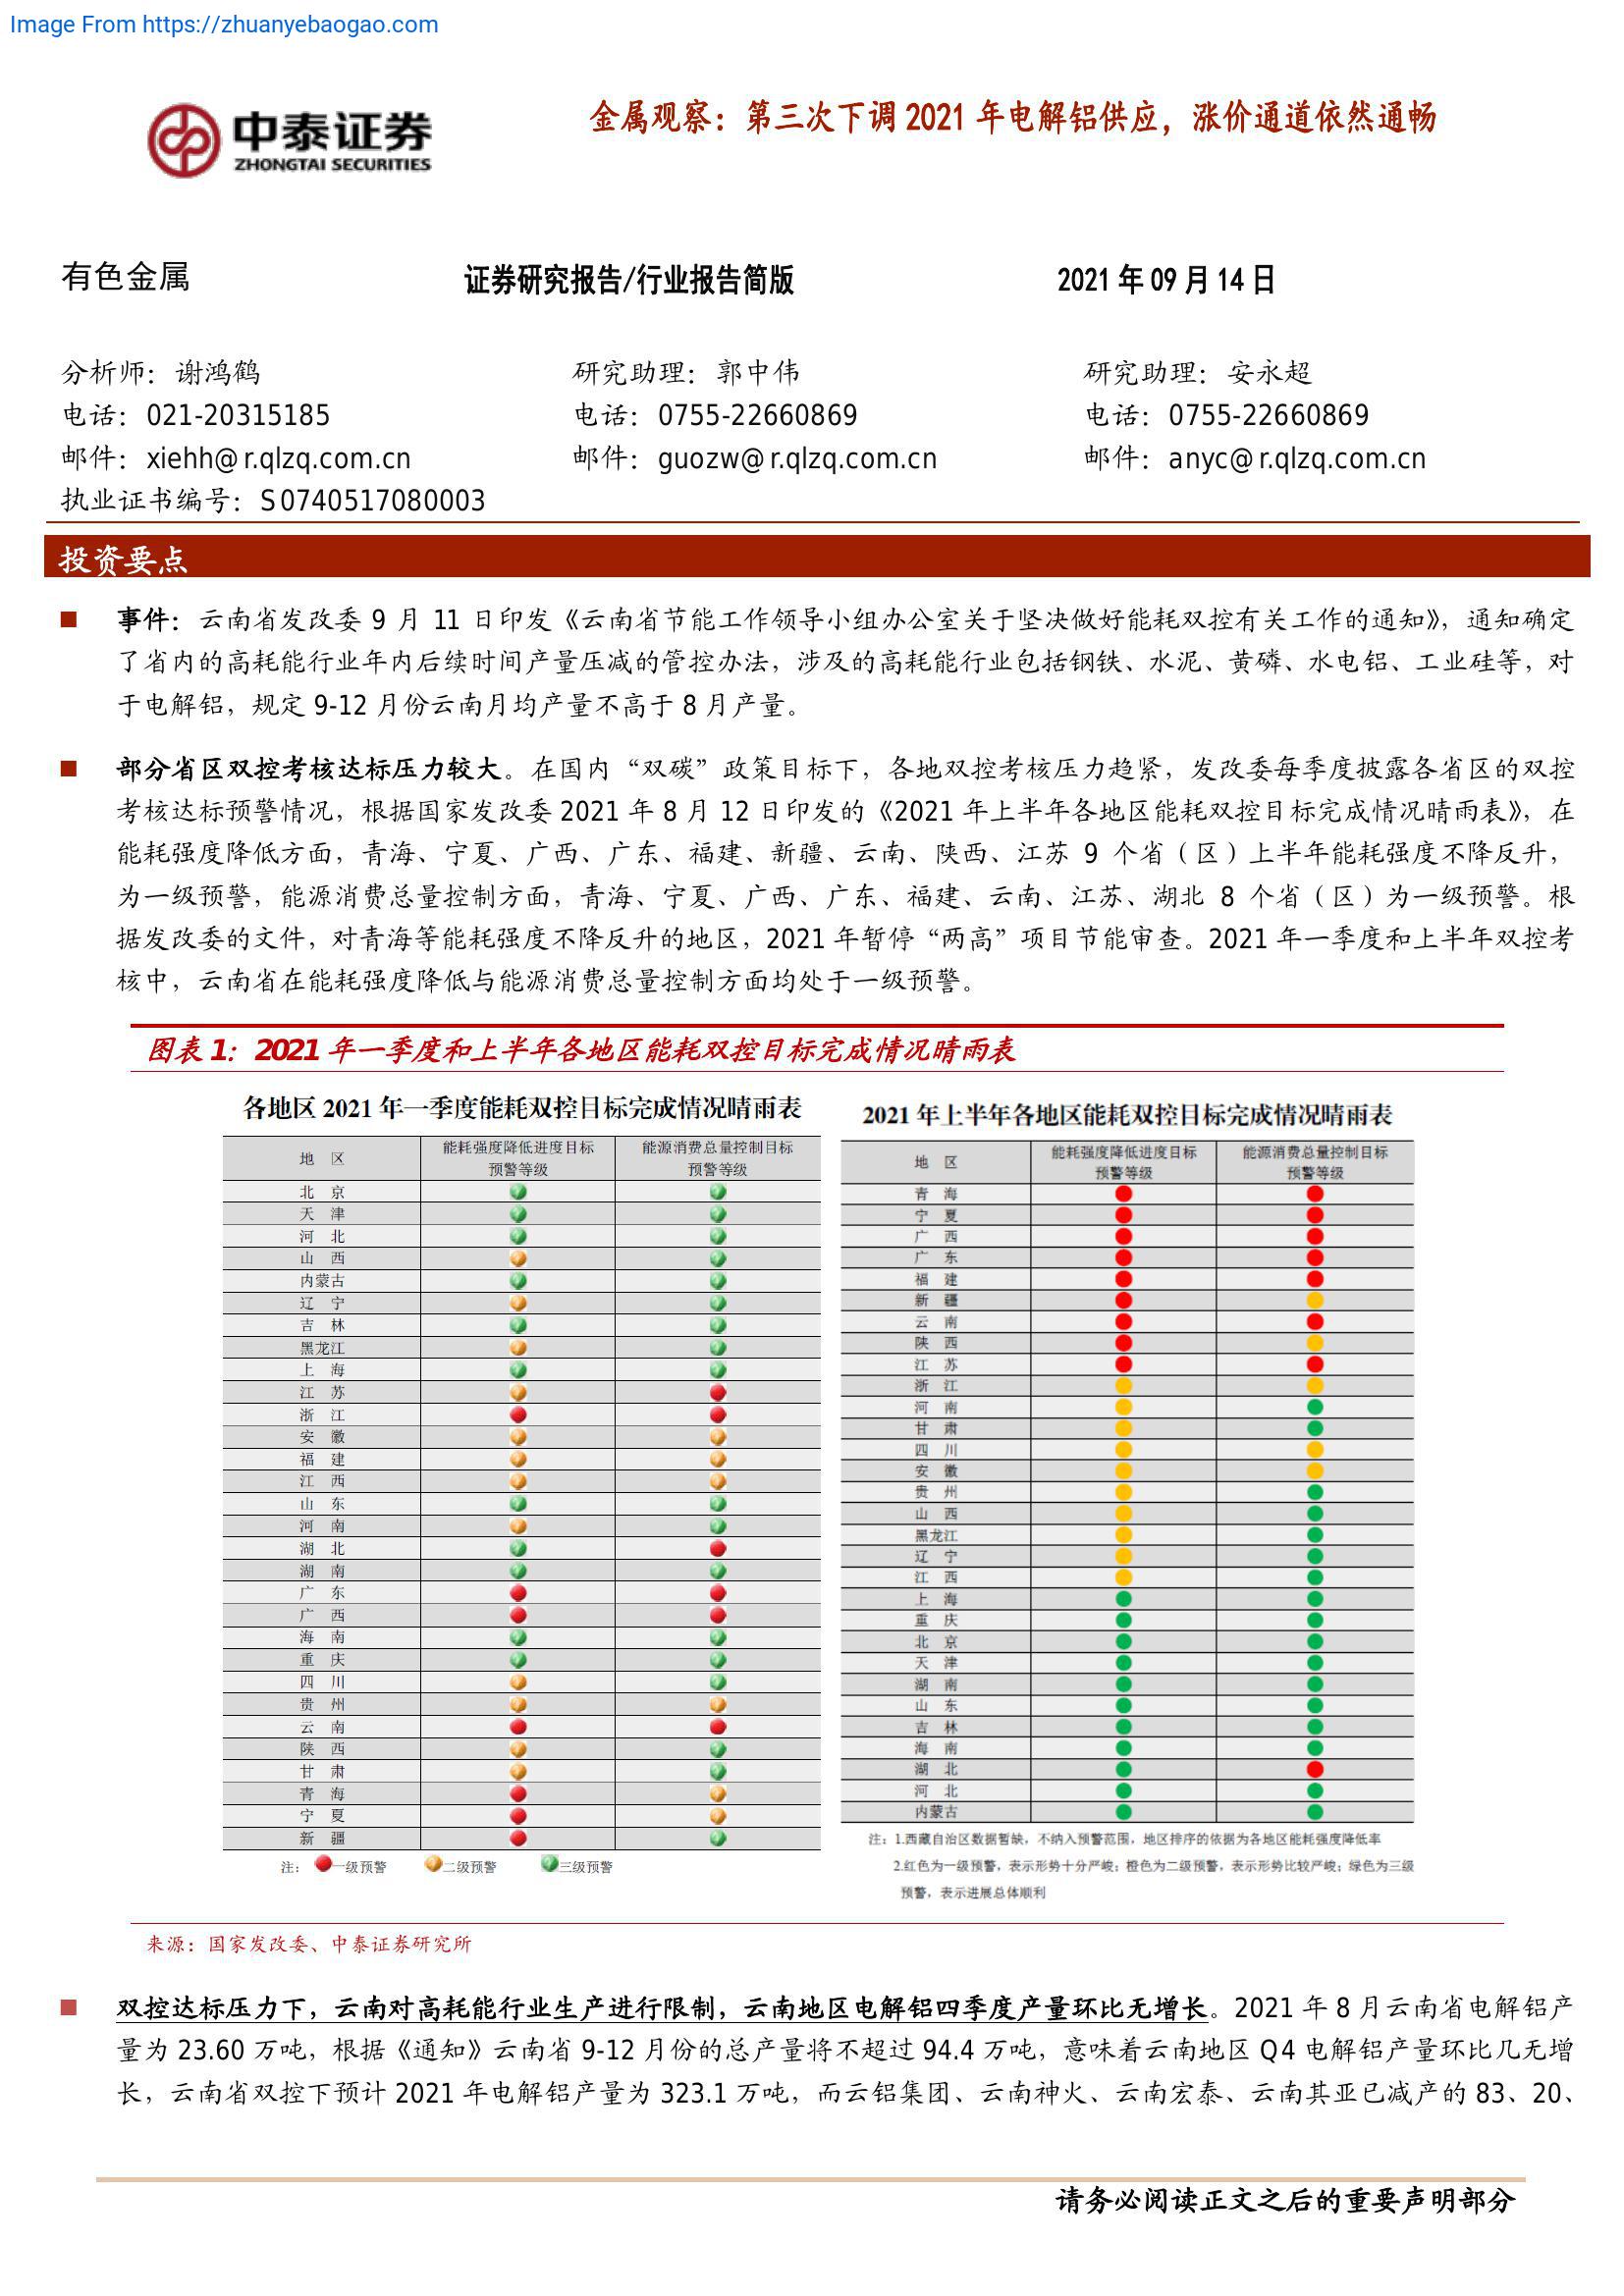 Image From https://zhuanyebaogao.com
中泰证券
ZHONGTAI SECURITIES
金属观察：第三次下调 2021 年电解铝供应，涨价通道依然通畅
有色金属
证券研究报告/行业报告简版
2021 年 09 月 14 日
分析师：谢鸿鹤
研究助理：郭中伟
研究助理：安永超
电话：021-20315185
电话：0755-22660869
电话：0755-22660869
邮件：xiehh@r.qlzq.com.cn
邮件：guozw@r.qlzq.com.cn
邮件：anyc@r.qlzq.com.cn
执业证书编号：S0740517080003
投资要点
事件：云南省发改委 9 月 11 日印发《云南省节能工作领导小组办公室关于坚决做好能耗双控有关工作的通知》，通知确定
了省内的高耗能行业年内后续时间产量压减的管控办法，涉及的高耗能行业包括钢铁、水泥、黄磷、水电铝、工业硅等，对
于电解铝，规定 9-12 月份云南月均产量不高于 8 月产量。
部分省区双控考核达标压力较大。在国内“双碳”政策目标下，各地双控考核压力趋紧，发改委每季度披露各省区的双控
考核达标预警情况，根据国家发改委 2021 年 8 月 12 日印发的《2021 年上半年各地区能耗双控目标完成情况晴雨表》，在
能耗强度降低方面，青海、宁夏、广西、广东、福建、新疆、云南、陕西、江苏 9 个省（区）上半年能耗强度不降反升，
为一级预警，能源消费总量控制方面，青海、宁夏、广西、广东、福建、云南、江苏、湖北 8 个省（区）为一级预警。根
据发改委的文件，对青海等能耗强度不降反升的地区，2021 年暂停“两高”项目节能审查。2021 年一季度和上半年双控考
核中，云南省在能耗强度降低与能源消费总量控制方面均处于一级预警。
图表 1：2021 年一季度和上半年各地区能耗双控目标完成情况晴雨表
各地区 2021 年一季度能耗双控目标完成情况晴雨表
地 区
能耗强度降低进度目标
预警等级
能源消费总量控制目标
预警等级
北 京
天 津
河 北
山 西
内蒙古
辽 宁
吉 林
黑龙江
上 海
江 苏
浙 江
安 徽
福 建
江 西
山 东
河 南
湖 北
湖 南
广 东
广 西
海 南
重 庆
四 川
贵 州
云 南
陕 西
甘 肃
青 海
宁 夏
新 疆
注：一级预警 二级预警 三级预警
2021 年上半年各地区能耗双控目标完成情况晴雨表
地 区
能耗强度降低进度目标
预警等级
能源消费总量控制目标
预警等级
青 海
宁 夏
广 西
广 东
福 建
新 疆
云 南
陕 西
江 苏
浙 江
河 南
甘 肃
四 川
安 徽
贵 州
山 西
黑龙江
辽 宁
江 西
上 海
重 庆
北 京
天 津
湖 南
山 东
吉 林
海 南
湖 北
河 北
内蒙古
注：1.西藏自治区数据暂缺，不纳入预警范围，地区排序的依据为各地区能耗强度降低率
2.红色为一级预警，表示形势十分严峻；橙色为二级预警，表示形势比较严峻；绿色为三级
预警，表示进展总体顺利
来源：国家发改委、中泰证券研究所
双控达标压力下，云南对高耗能行业生产进行限制，云南地区电解铝四季度产量环比无增长。2021 年 8 月云南省电解铝产
量为 23.60 万吨，根据《通知》云南省 9-12 月份的总产量将不超过 94.4 万吨，意味着云南地区 Q4 电解铝产量环比几无增
长，云南省双控下预计 2021 年电解铝产量为 323.1 万吨，而云铝集团、云南神火、云南宏泰、云南其亚已减产的 83、20、
请务必阅读正文之后的重要声明部分